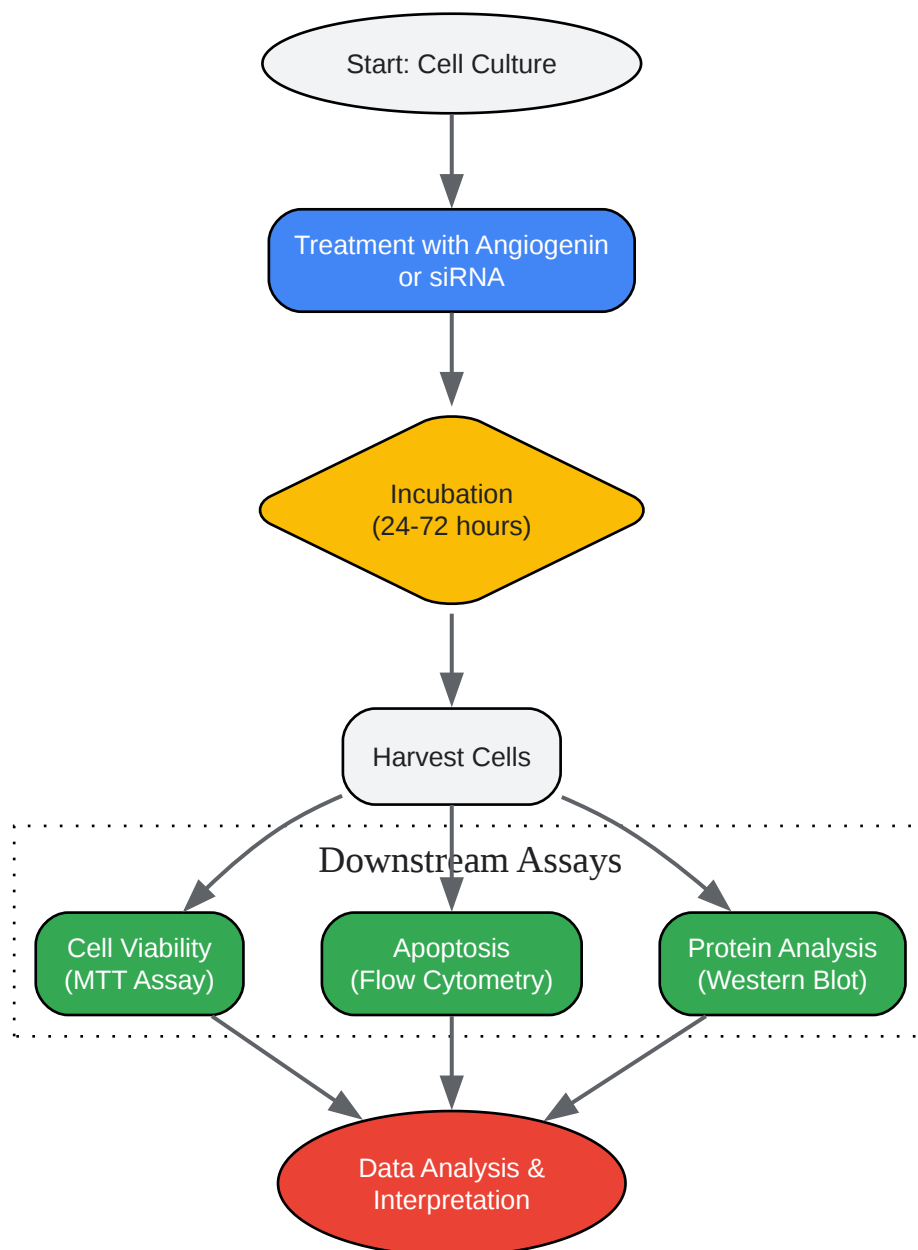 Start: Cell Culture
Treatment with Angiogenin
or siRNA
Incubation
(24-72 hours)
Harvest Cells
Downstream Assays
Cell Viability
(MTT Assay)
Apoptosis
(Flow Cytometry)
Protein Analysis
(Western Blot)
Data Analysis &
Interpretation